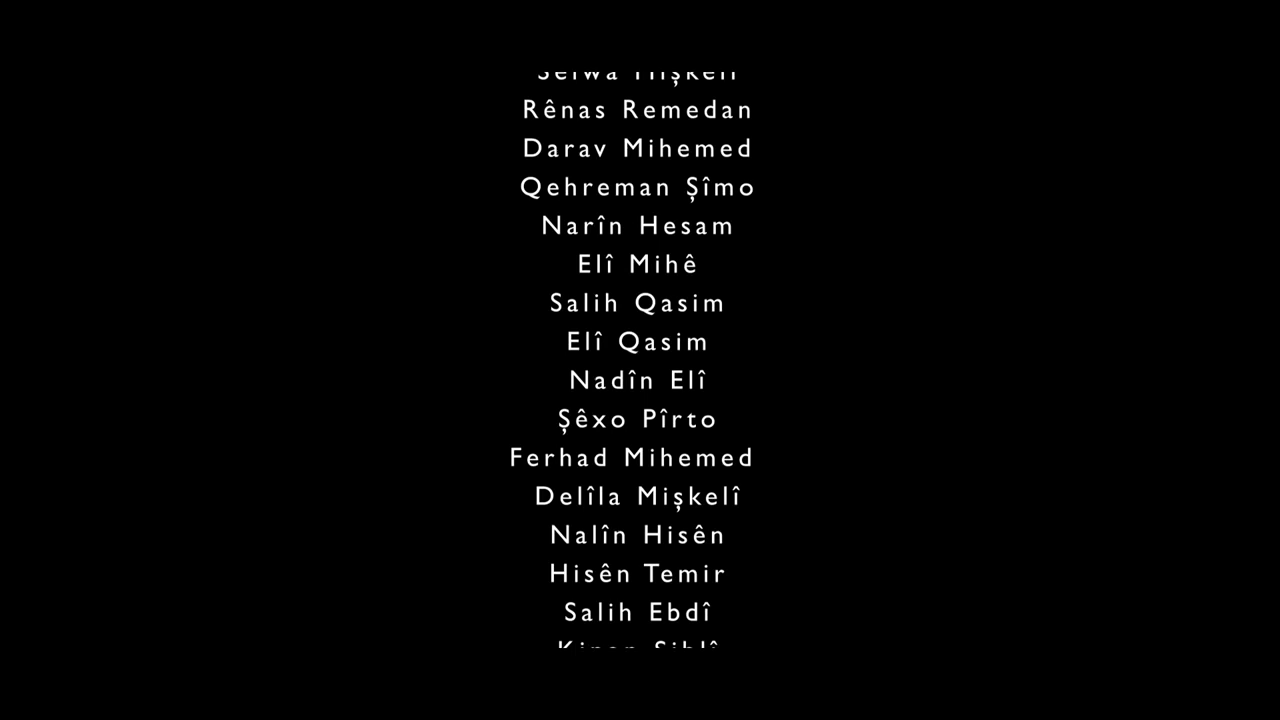 Rênas Remedan
Darav Mihemed
Qehreman Şîmo
Narîn Hesam
Elî Mihê
Salih Qasim
Elî Qasim
Nadîn Elî
Şêxo Pîrto
Ferhad Mihemed
Delîla Mişkelî
Nalîn Hisên
Hisên Temir
Salih Ebdî